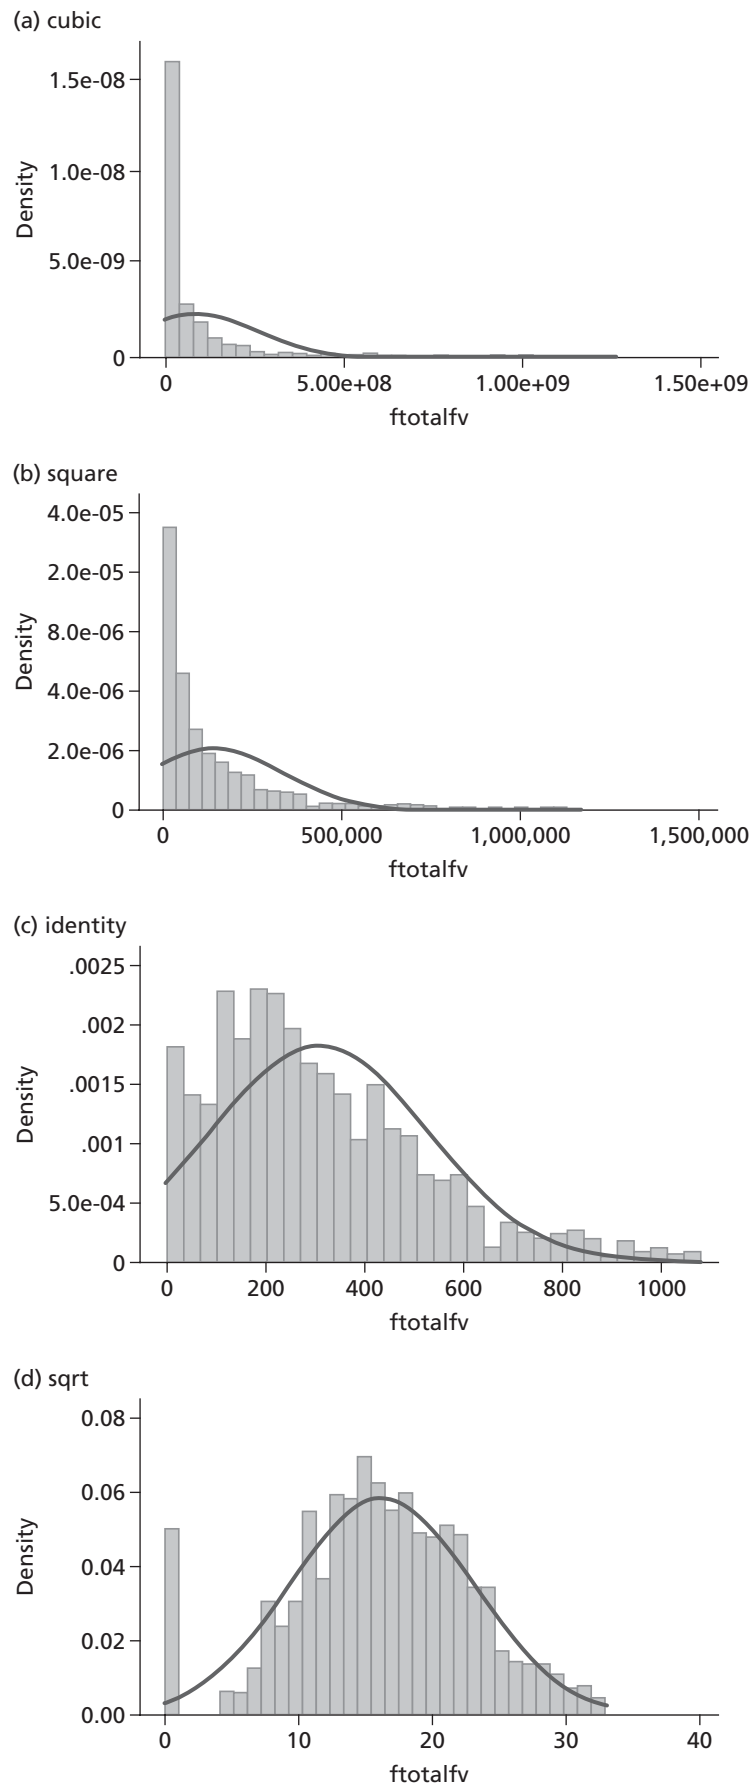 (a) cubic
1.5e-08
1.0e-08
5.0e-09
0
Density
0 5.00e+08 1.00e+09 1.50e+09
ftotalfv
(b) square
4.0e-05
2.0e-05
8.0e-06
4.0e-06
2.0e-06
0
Density
0 500,000 1,000,000 1,500,000
ftotalfv
(c) identity
.0025
.002
.0015
.001
5.0e-04
0
Density
0 200 400 600 800 1000
ftotalfv
(d) sqrt
0.08
0.06
0.04
0.02
0.00
Density
0 10 20 30 40
ftotalfv